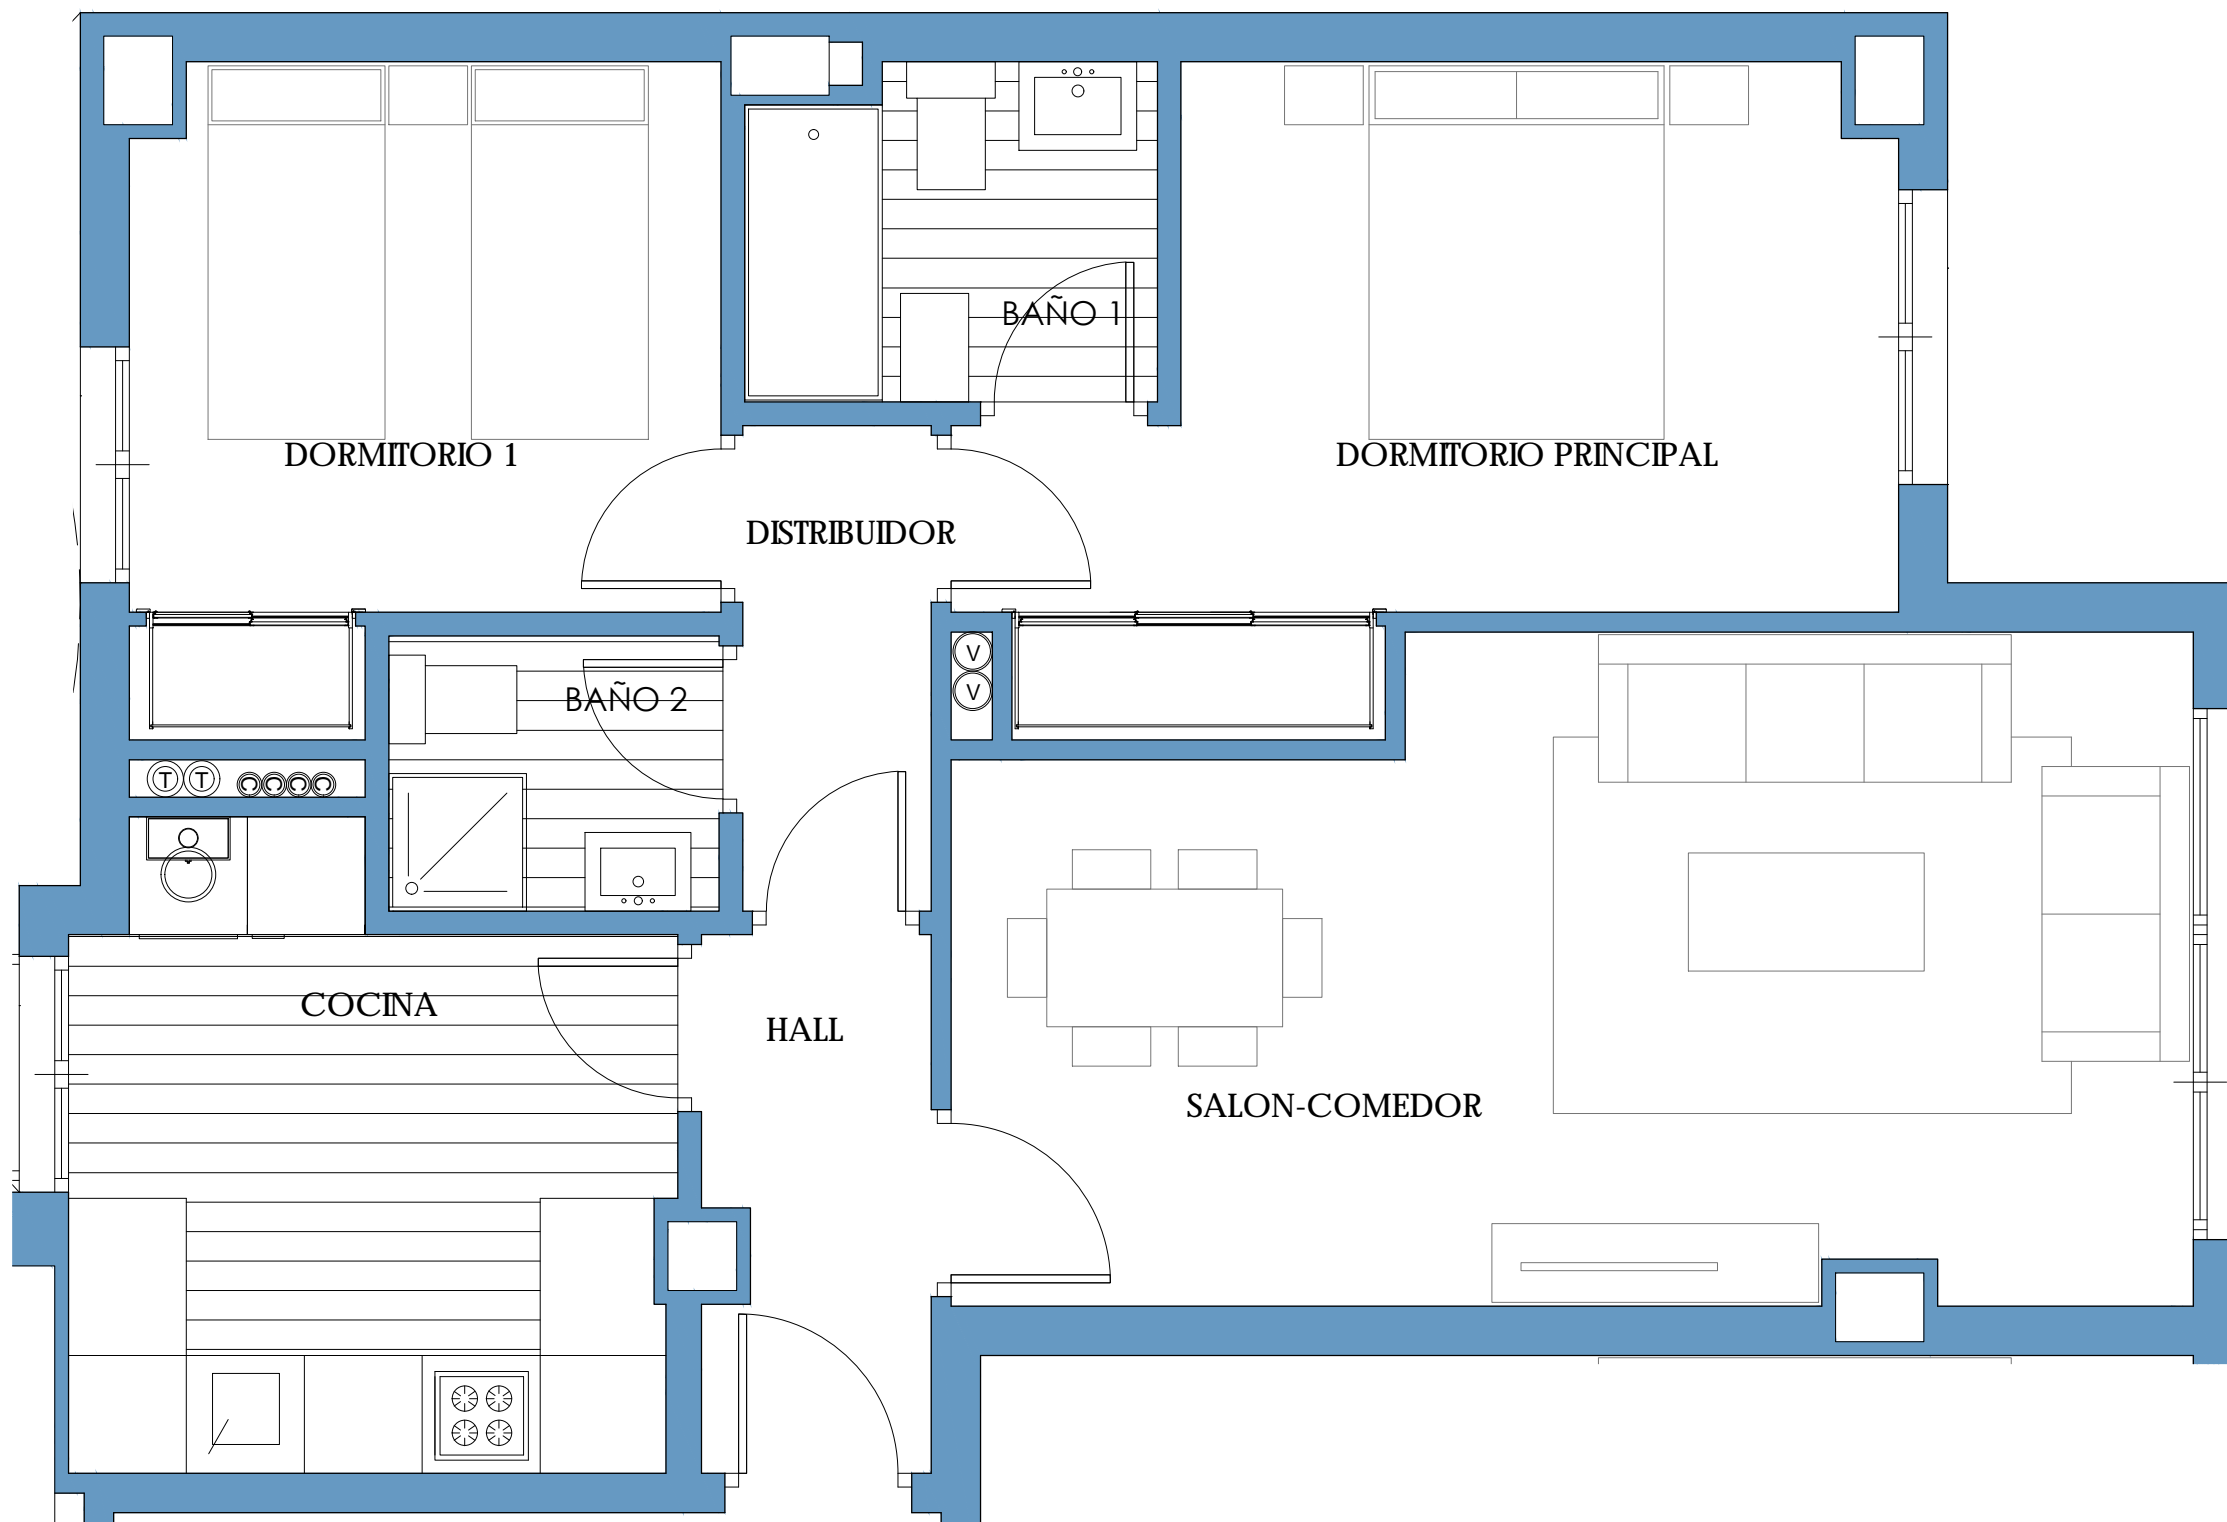 BAÑO 1
DORMITORIO 1
DORMITORIO PRINCIPAL
DISTRIBUIDOR
V
V
BAÑO 2
T T C C C C
COCINA
HALL
SALON-COMEDOR